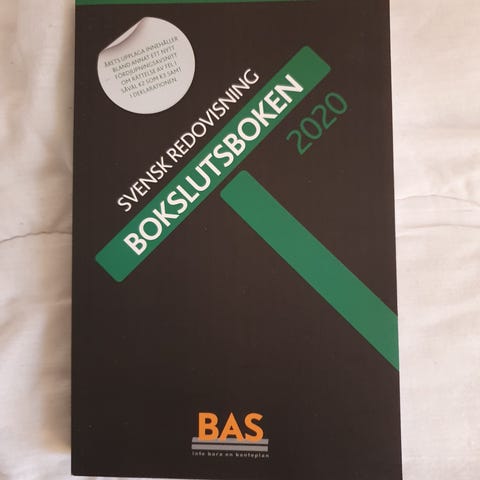 ÅRETS UPPLAGA INNEHÅLLER
BLAND ANNAT ETT NYTT
FÖRDJUPNINGSAVSNITT
OM RÄTTELSE AV FEL I
SÅVÄL K2 SOM K3 SAMT
I DEKLARATIONEN.
SVENSK REDOVISNING
BOKSLUTSBOKEN
2020
BAS
inte bara en kontoplan